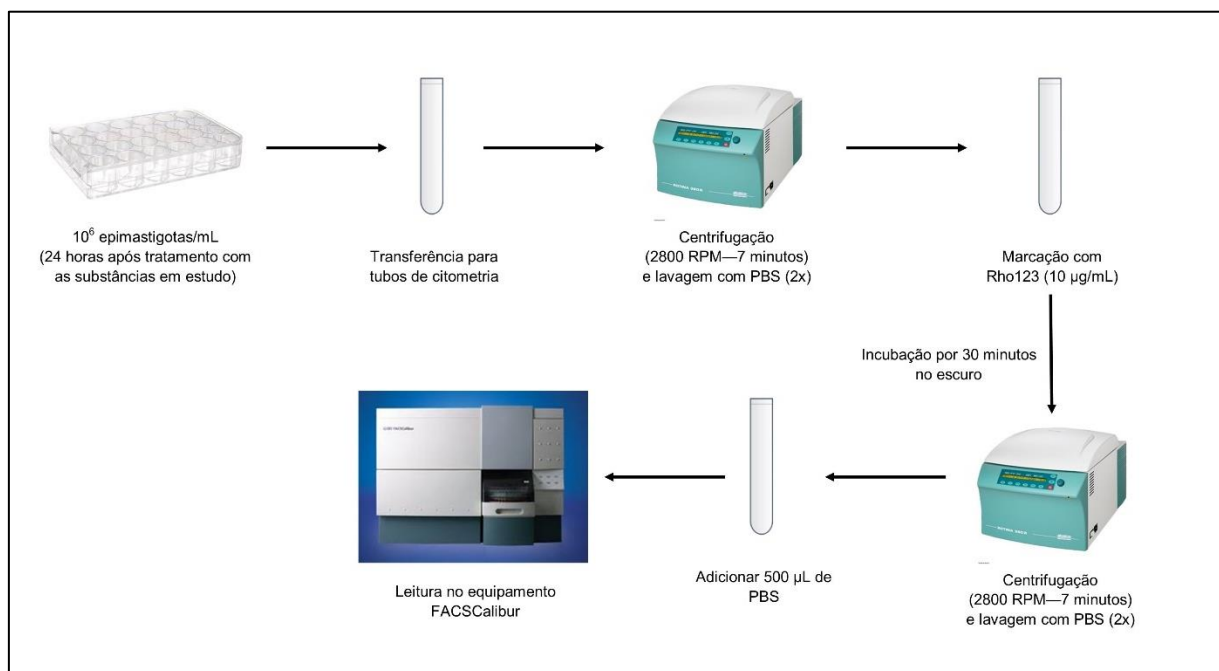 10⁶ epimastigotas/mL
(24 horas após tratamento com
as substâncias em estudo)
Transferência para
tubos de citometria
Centrifugação
(2800 RPM—7 minutos)
e lavagem com PBS (2x)
Marcação com
Rho123 (10 µg/mL)
Incubação por 30 minutos
no escuro
Centrifugação
(2800 RPM—7 minutos)
e lavagem com PBS (2x)
Adicionar 500 µL de
PBS
Leitura no equipamento
FACSCalibur